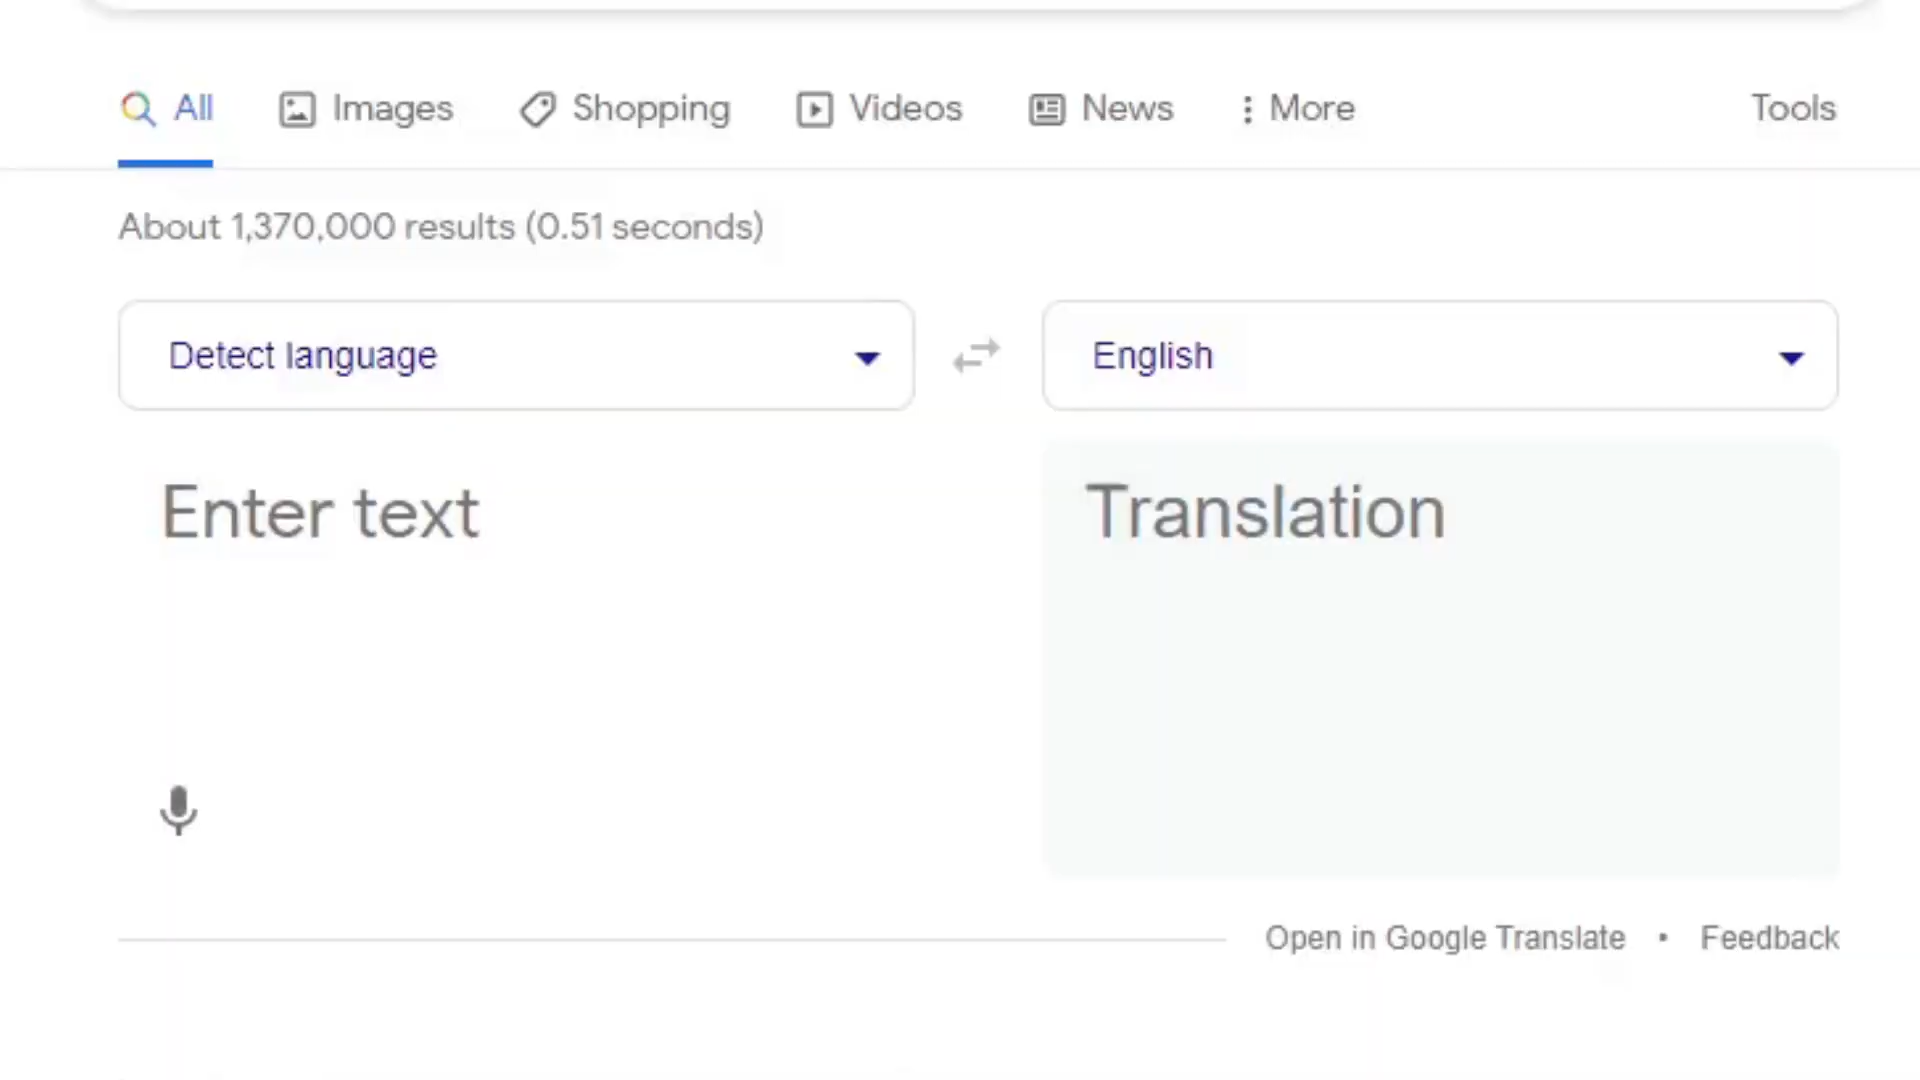 All Images Shopping Videos News More Tools
About 1,370,000 results (0.51 seconds)
Detect language English
Enter text Translation
Open in Google Translate • Feedback